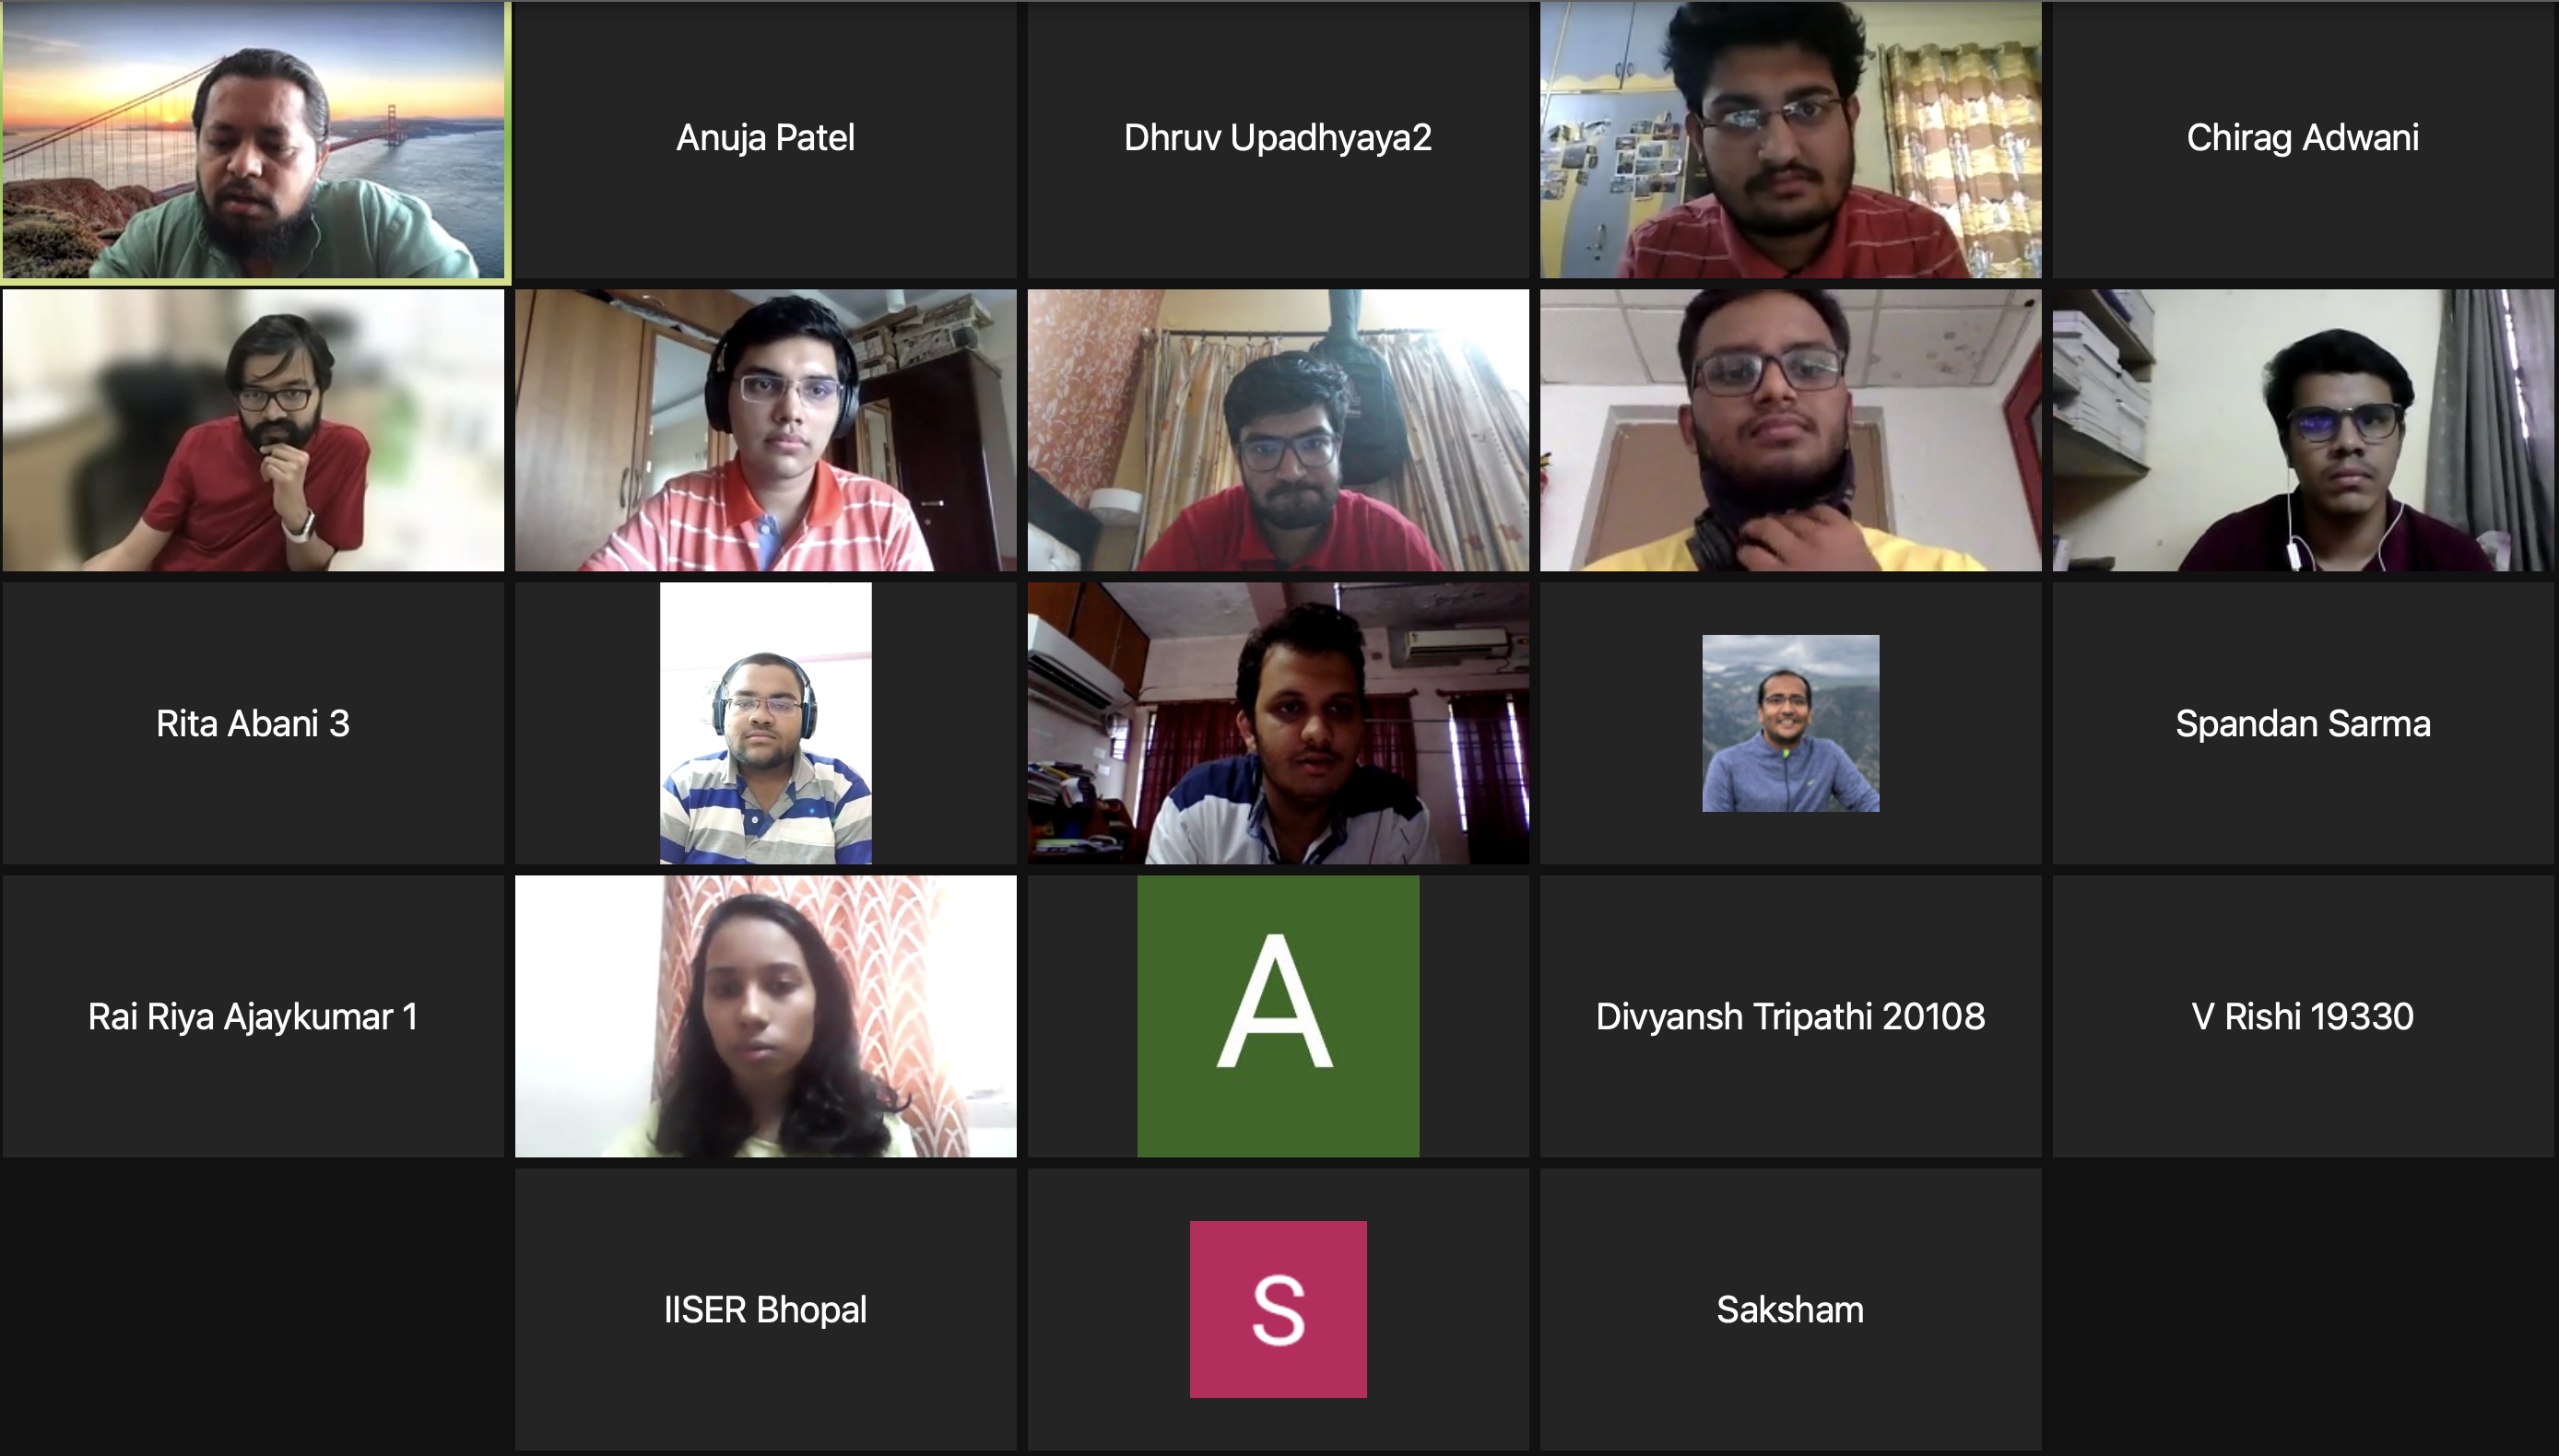 Anuja Patel
Dhruv Upadhyaya2
Chirag Adwani
Rita Abani 3
Spandan Sarma
Rai Riya Ajaykumar 1
A
Divyansh Tripathi 20108
V Rishi 19330
IISER Bhopal
S
Saksham